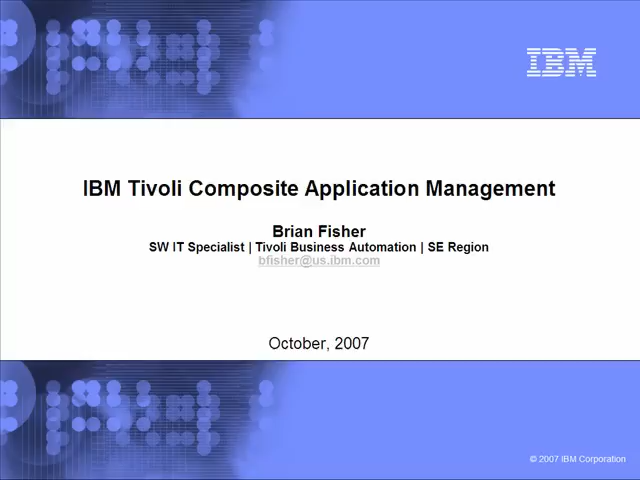 IBM
IBM Tivoli Composite Application Management
Brian Fisher
SW IT Specialist | Tivoli Business Automation | SE Region
bfisher@us.ibm.com
October, 2007
© 2007 IBM Corporation